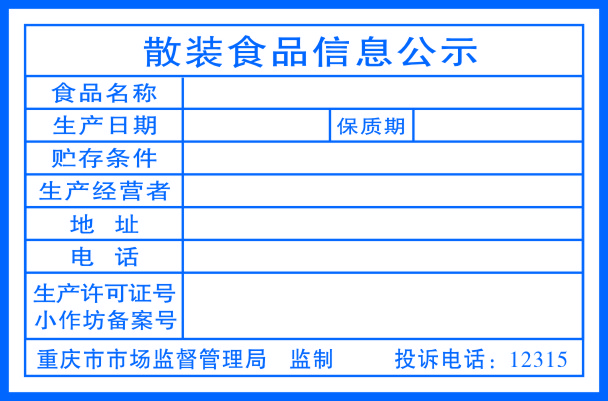 散装食品信息公示
食品名称
生产日期 保质期
贮存条件
生产经营者
地 址
电 话
生产许可证号
小作坊备案号
重庆市市场监督管理局 监制 投诉电话：12315